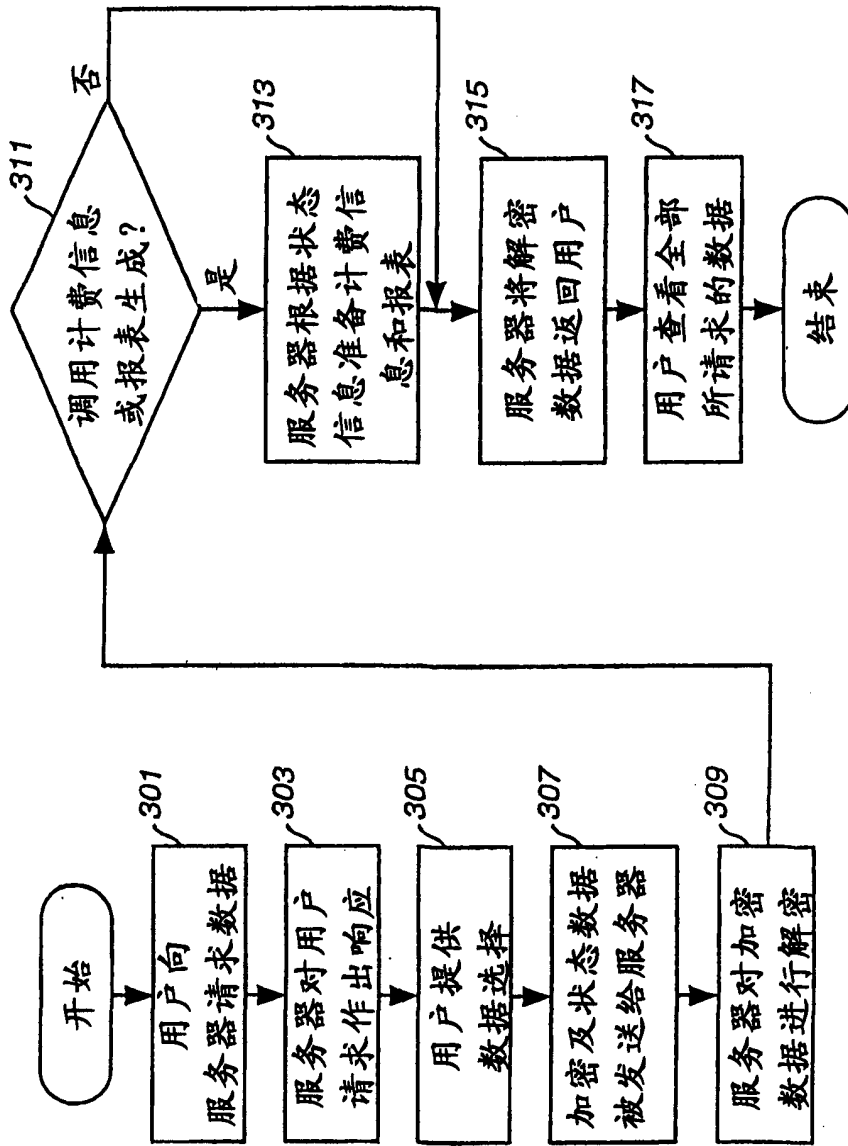 开始
301
用户向
服务器请求数据
303
服务器对用户
请求作出响应
305
用户提供
数据选择
307
加密及状态数据
被发送给服务器
309
服务器对加密
数据进行解密
311
调用计费信息
或报表生成?
否
是
313
服务器根据状态
信息准备计费信
息和报表
315
服务器将解密
数据返回用户
317
用户查看全部
所请求的数据
结束